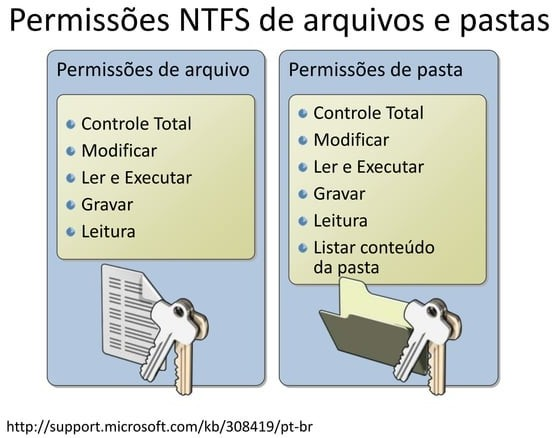 Permissões NTFS de arquivos e pastas
Permissões de arquivo
Controle Total
Modificar
Ler e Executar
Gravar
Leitura
Permissões de pasta
Controle Total
Modificar
Ler e Executar
Gravar
Leitura
Listar conteúdo
da pasta
http://support.microsoft.com/kb/308419/pt-br